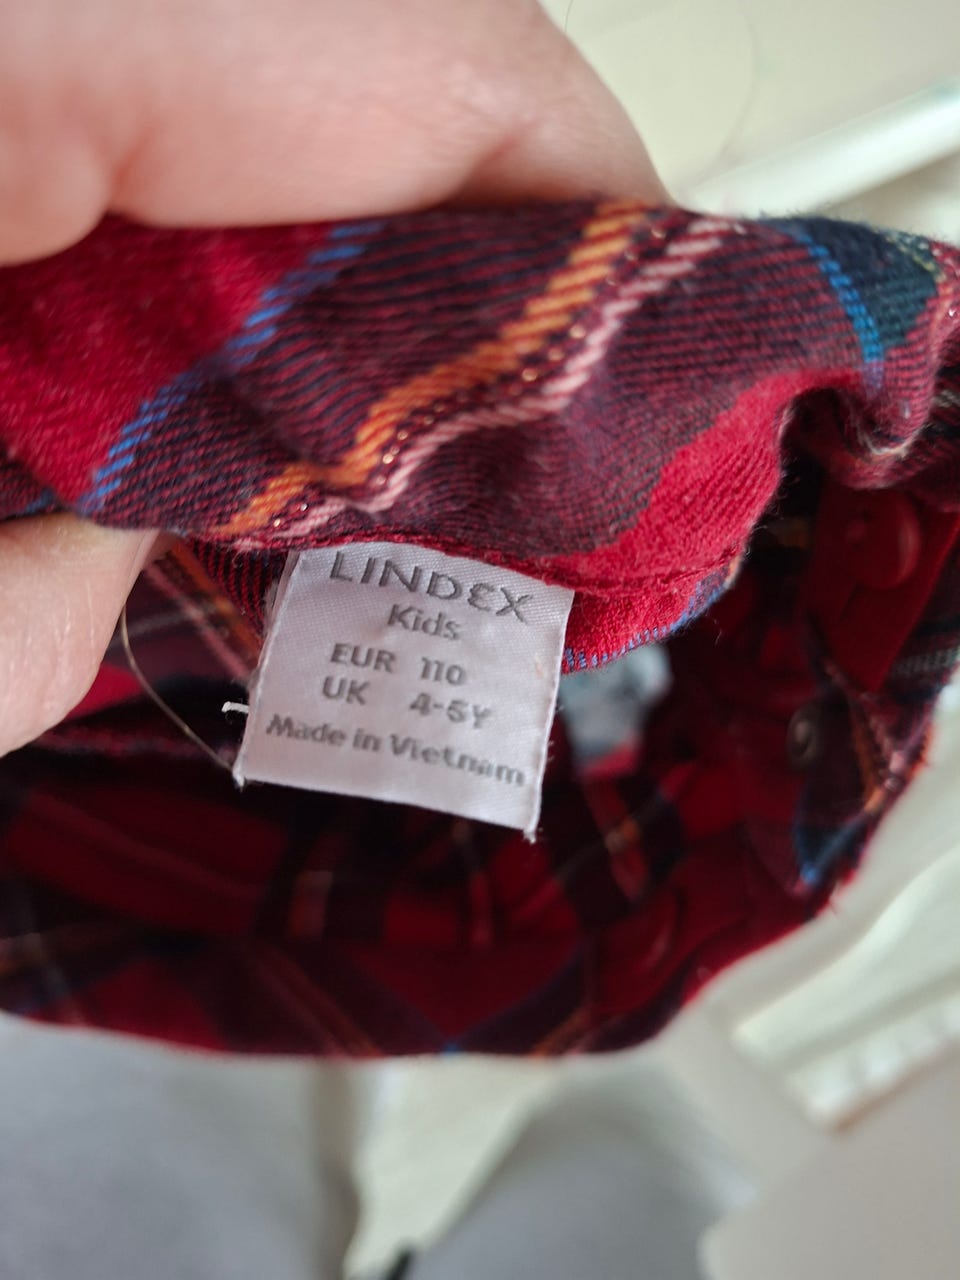 LINDEX
Kids
EUR 110
UK 4-5Y
Made in Vietnam